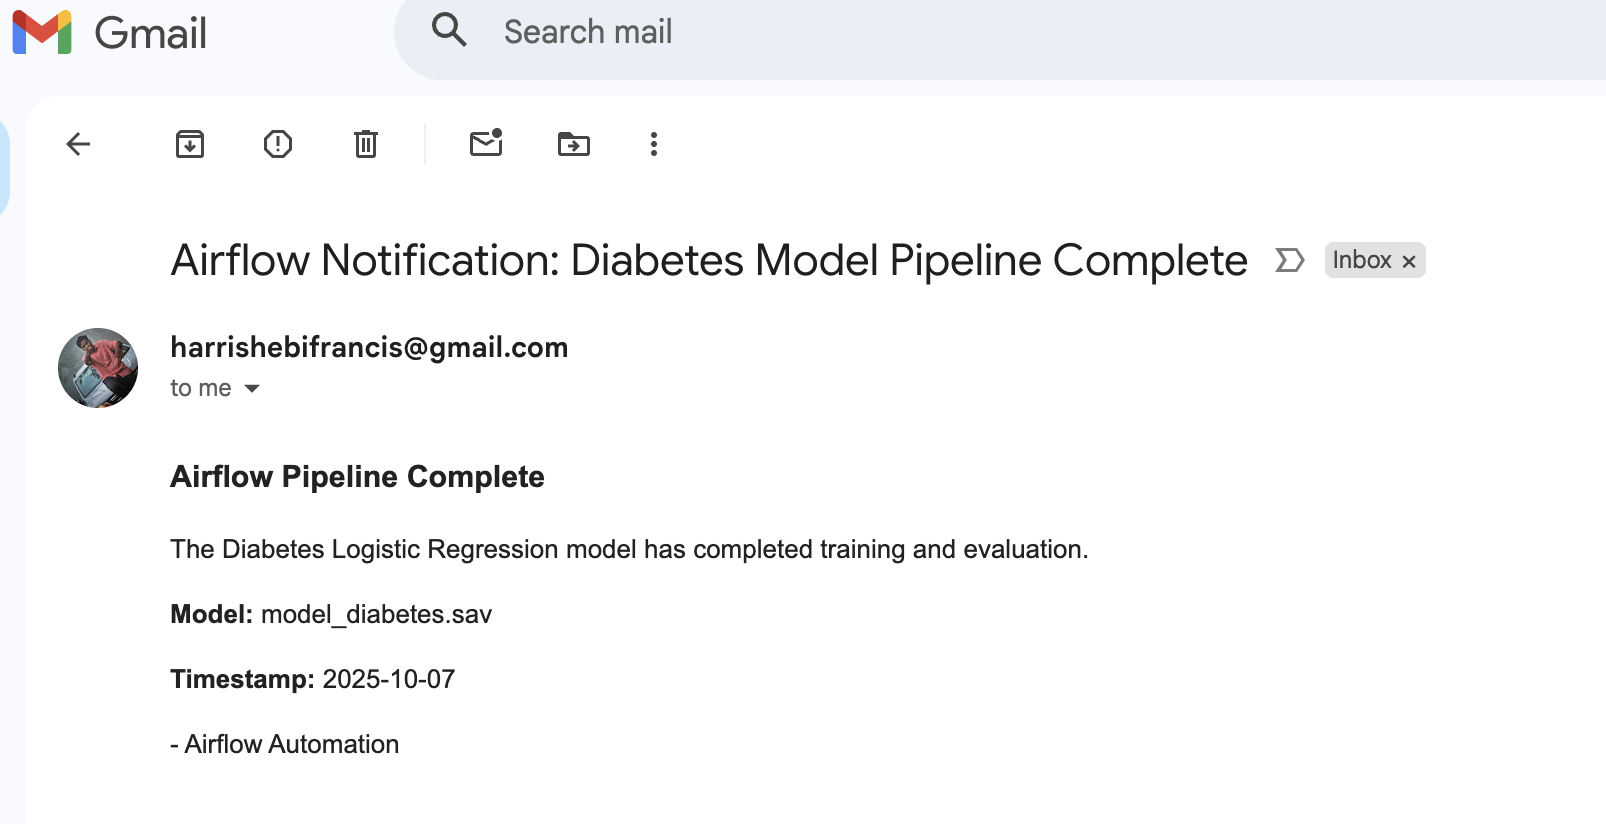 Gmail
Search mail
Airflow Notification: Diabetes Model Pipeline Complete
Inbox ×
harrishebifrancis@gmail.com
to me
Airflow Pipeline Complete
The Diabetes Logistic Regression model has completed training and evaluation.
Model: model_diabetes.sav
Timestamp: 2025-10-07
- Airflow Automation